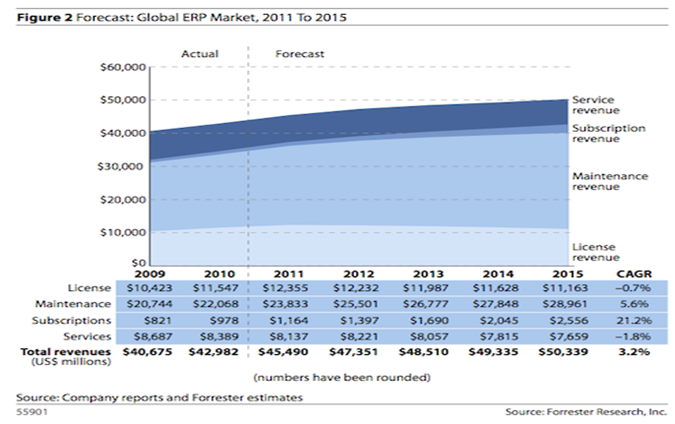 Figure 2 Forecast: Global ERP Market, 2011 To 2015
Actual Forecast
$60,000
$50,000
$40,000
$30,000
$20,000
$10,000
$0
Service
revenue
Subscription
revenue
Maintenance
revenue
License
revenue
2009 2010 2011 2012 2013 2014 2015 CAGR
License $10,423 $11,547 $12,355 $12,232 $11,987 $11,628 $11,163 –0.7%
Maintenance $20,744 $22,068 $23,833 $25,501 $26,777 $27,848 $28,961 5.6%
Subscriptions $821 $978 $1,164 $1,397 $1,690 $2,045 $2,556 21.2%
Services $8,687 $8,389 $8,137 $8,221 $8,057 $7,815 $7,659 –1.8%
Total revenues $40,675 $42,982 $45,490 $47,351 $48,510 $49,335 $50,339 3.2%
(US$ millions)
(numbers have been rounded)
Source: Company reports and Forrester estimates
55901 Source: Forrester Research, Inc.